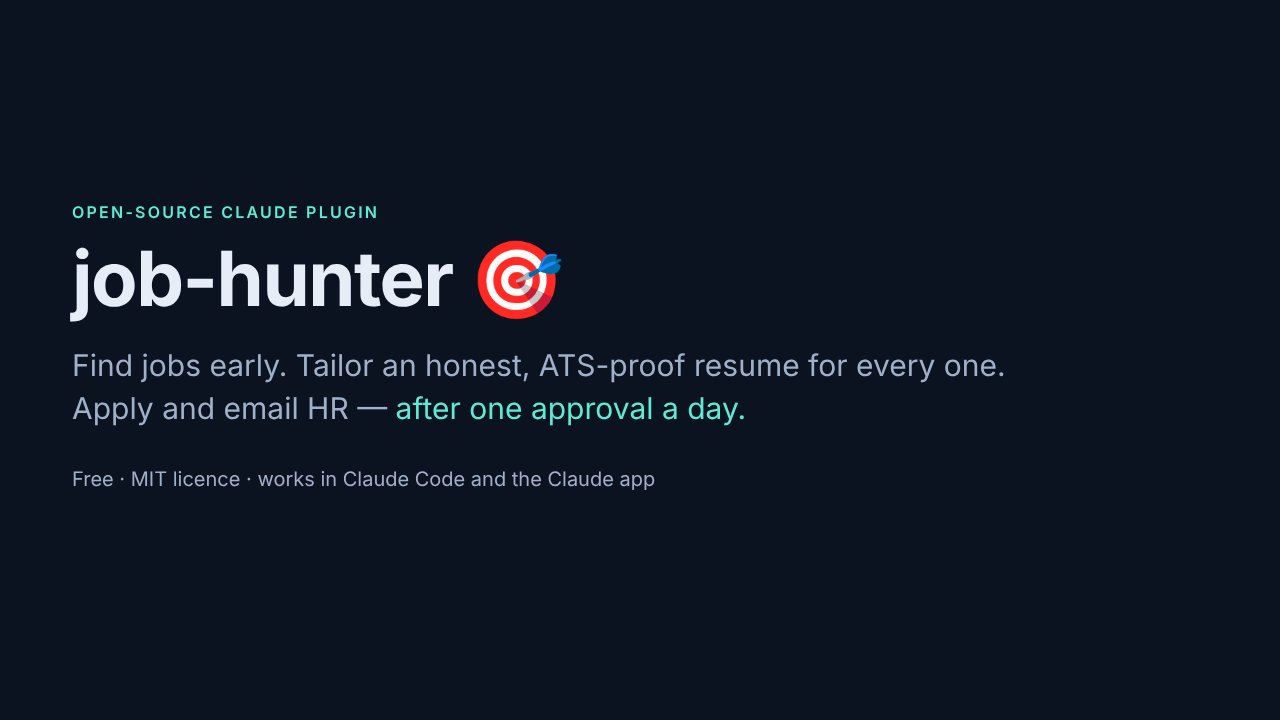 OPEN-SOURCE CLAUDE PLUGIN
job-hunter 🎯
Find jobs early. Tailor an honest, ATS-proof resume for every one.
Apply and email HR — after one approval a day.
Free · MIT licence · works in Claude Code and the Claude app